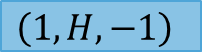 (1, H, −1)